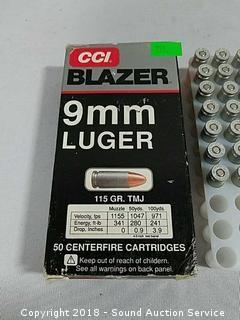 CCI.
BLAZER
9mm
LUGER
115 GR. TMJ
Muzzle 50yds. 100yds.
Velocity, fps 1155 1047 971
Energy, ft-lb 341 280 241
Drop, inches 0 0.9 3.9
50 CENTERFIRE CARTRIDGES
Keep out of reach of children.
See all warnings on back panel.
Copyright 2018 - Sound Auction Service